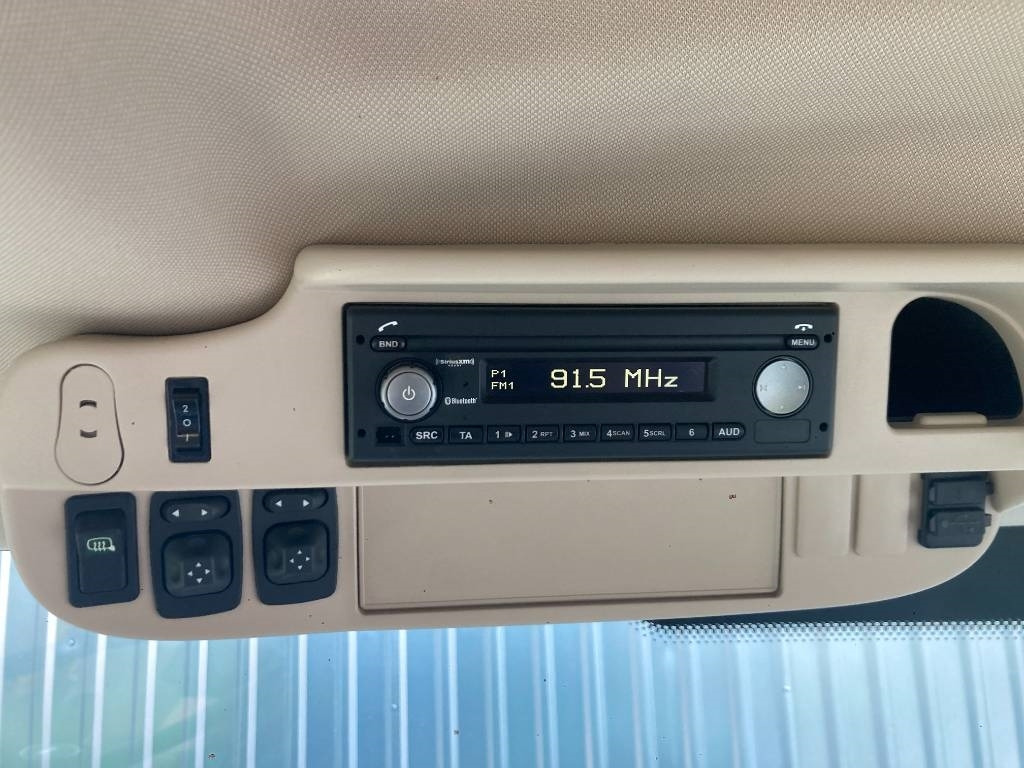 BND
MENU
((SiriusXM))
P1
FM1
91.5 MHz
Bluetooth
SRC TA 1 2 RPT 3 MIX 4 SCAN 5 SCRL 6 AUD
2
0
1